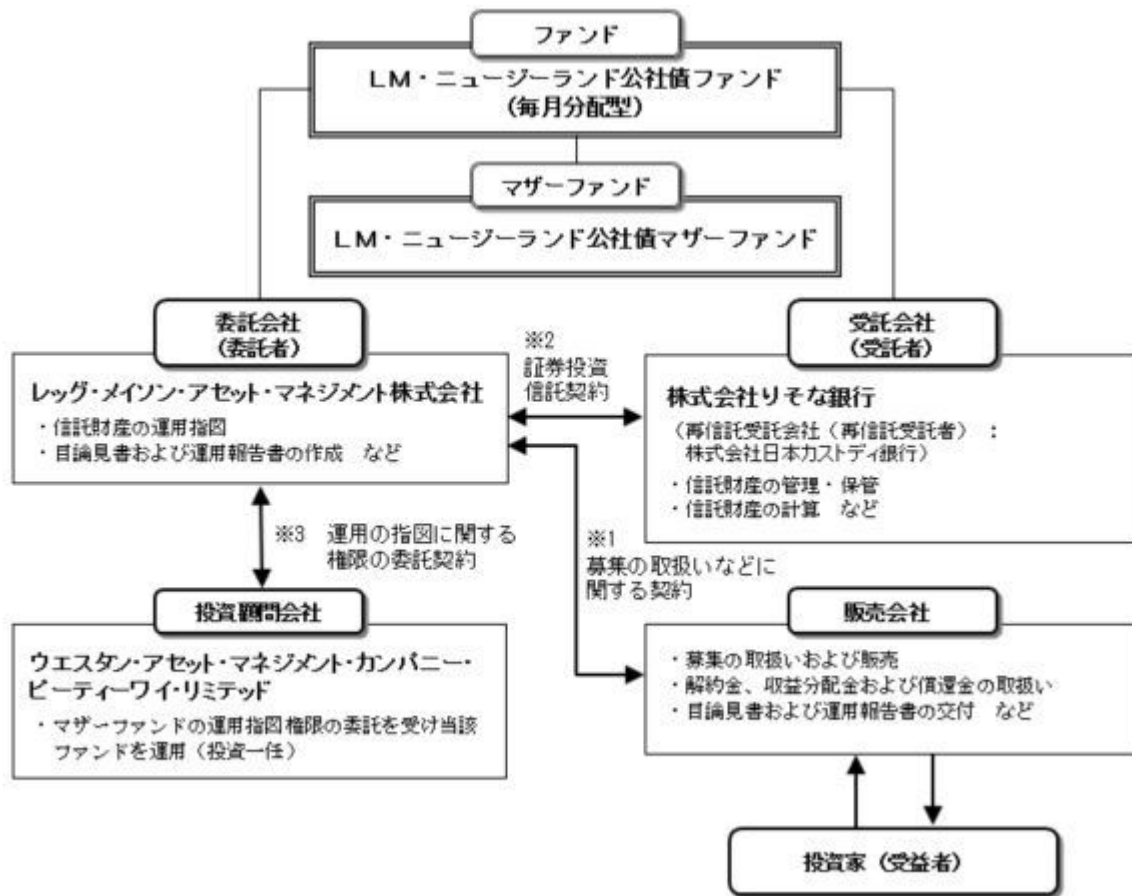 ファンド
LM・ニュージーランド公社債ファンド
(毎月分配型)
マザーファンド
LM・ニュージーランド公社債マザーファンド
委託会社
(委託者)
レッグ・メイソン・アセット・マネジメント株式会社
・信託財産の運用指図
・目論見書および運用報告書の作成 など
※2
証券投資
信託契約
受託会社
(受託者)
株式会社りそな銀行
(再信託受託会社(再信託受託者):
株式会社日本カストディ銀行)
・信託財産の管理・保管
・信託財産の計算 など
※3 運用の指図に関する
権限の委託契約
※1
募集の取扱いなどに
関する契約
投資顧問会社
ウエスタン・アセット・マネジメント・カンパニー・
ピーティーワイ・リミテッド
・マザーファンドの運用指図権限の委託を受け当該
ファンドを運用(投資一任)
販売会社
・募集の取扱いおよび販売
・解約金、収益分配金および償還金の取扱い
・目論見書および運用報告書の交付 など
投資家(受益者)